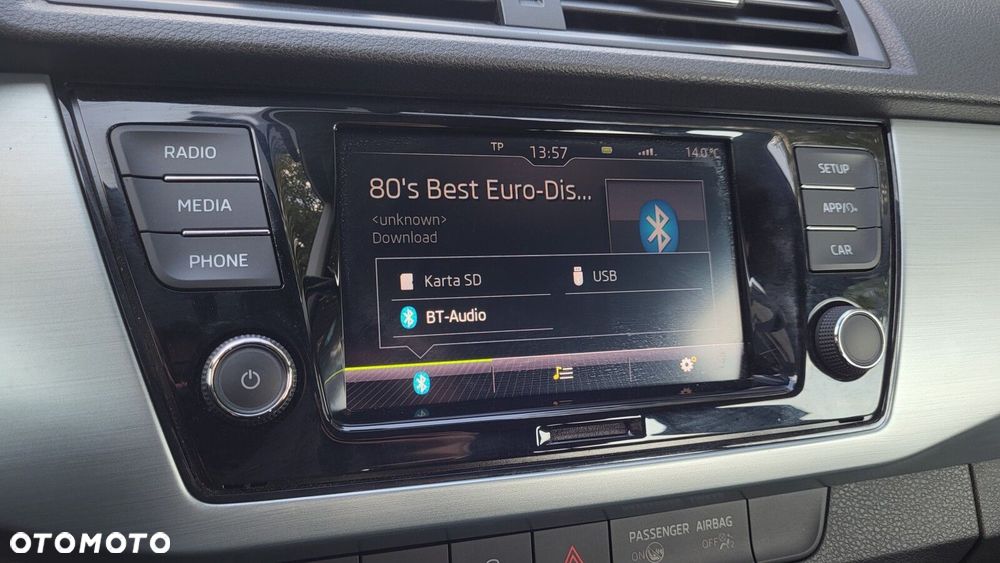 TP 13:57 14.0°C
RADIO
MEDIA
PHONE
80's Best Euro-Dis...
<unknown>
Download
Karta SD
USB
BT-Audio
SETUP
APP/
CAR
PASSENGER AIRBAG
ON OFF
OTOMOTO